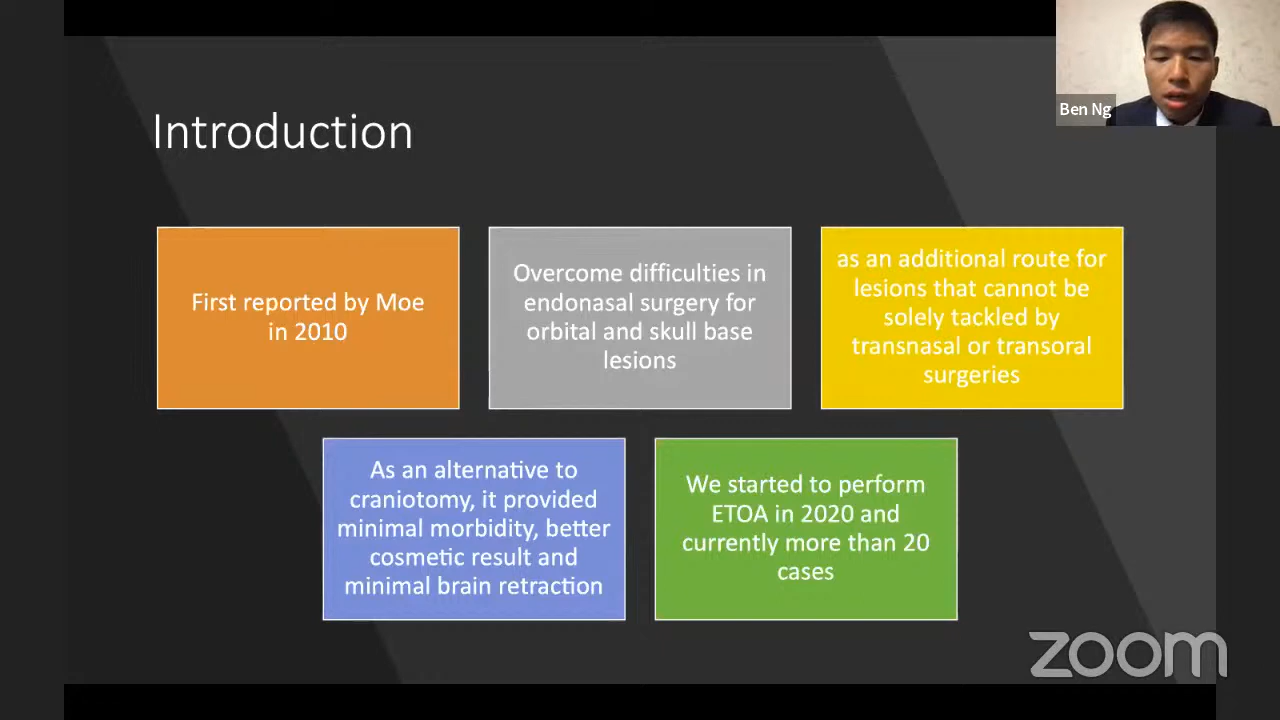 Ben Ng
Introduction
First reported by Moe
in 2010
Overcome difficulties in
endonasal surgery for
orbital and skull base
lesions
as an additional route for
lesions that cannot be
solely tackled by
transnasal or transoral
surgeries
As an alternative to
craniotomy, it provided
minimal morbidity, better
cosmetic result and
minimal brain retraction
We started to perform
ETOA in 2020 and
currently more than 20
cases
zoom